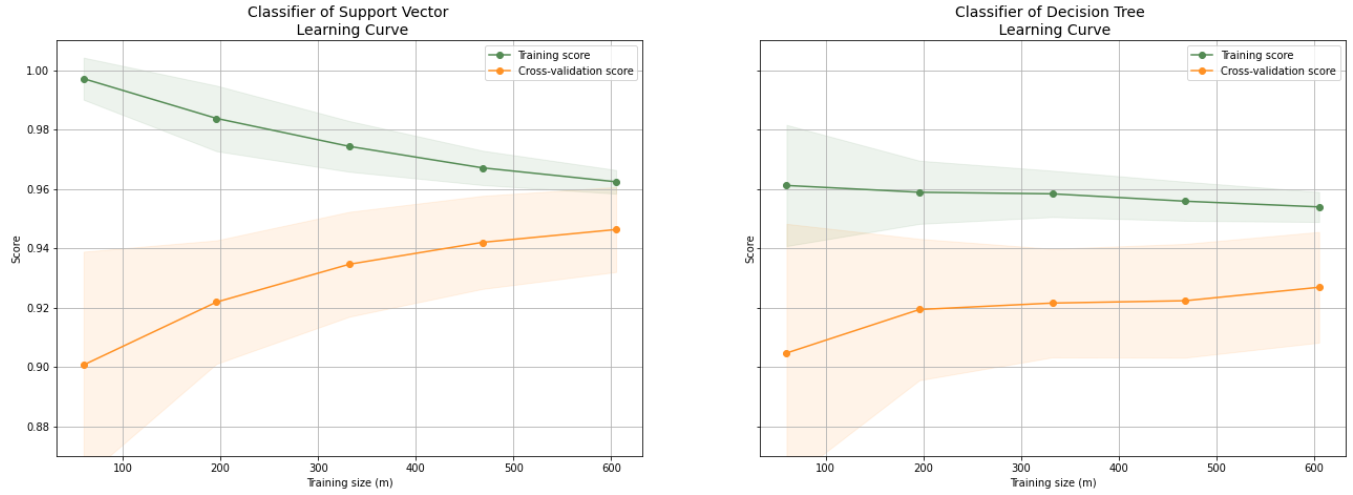 Classifier of Support Vector
Learning Curve
Training score
Cross-validation score
1.00
0.98
0.96
0.94
0.92
0.90
0.88
Score
100
200
300
400
500
600
Training size (m)
Classifier of Decision Tree
Learning Curve
Training score
Cross-validation score
Score
100
200
300
400
500
600
Training size (m)